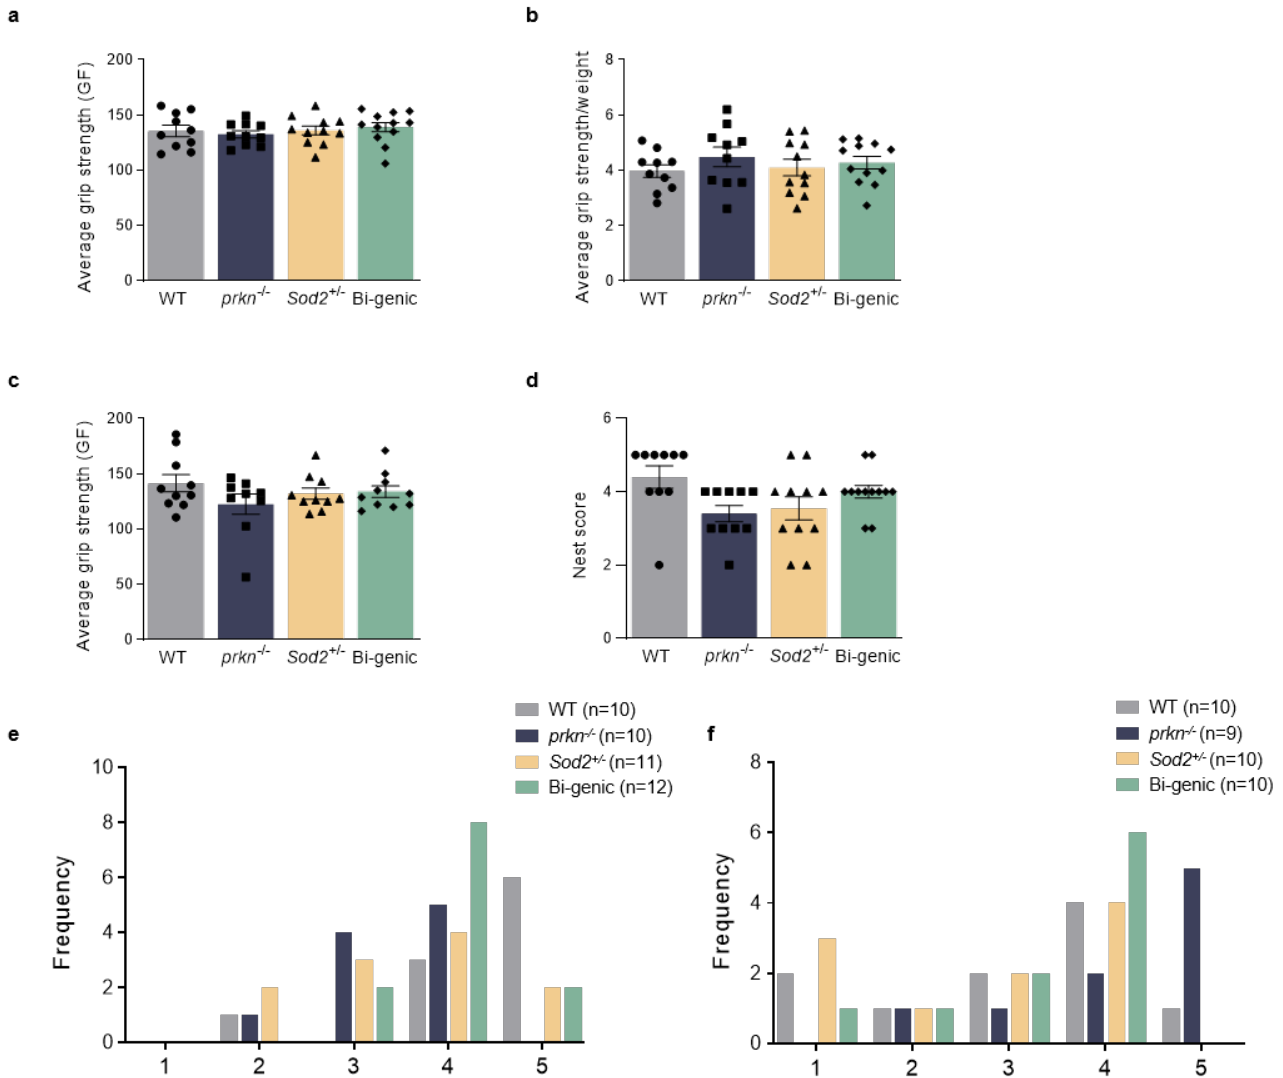 a
Average grip strength (GF)
200
150
100
50
0
WT prkn-/- Sod2+/- Bi-genic
b
Average grip strength/weight
8
6
4
2
0
WT prkn-/- Sod2+/- Bi-genic
c
Average grip strength (GF)
200
150
100
50
0
WT prkn-/- Sod2+/- Bi-genic
d
Nest score
6
4
2
0
WT prkn-/- Sod2+/- Bi-genic
e
WT (n=10)
prkn-/- (n=10)
Sod2+/- (n=11)
Bi-genic (n=12)
Frequency
10
8
6
4
2
0
1 2 3 4 5
f
WT (n=10)
prkn-/- (n=9)
Sod2+/- (n=10)
Bi-genic (n=10)
Frequency
8
6
4
2
0
1 2 3 4 5